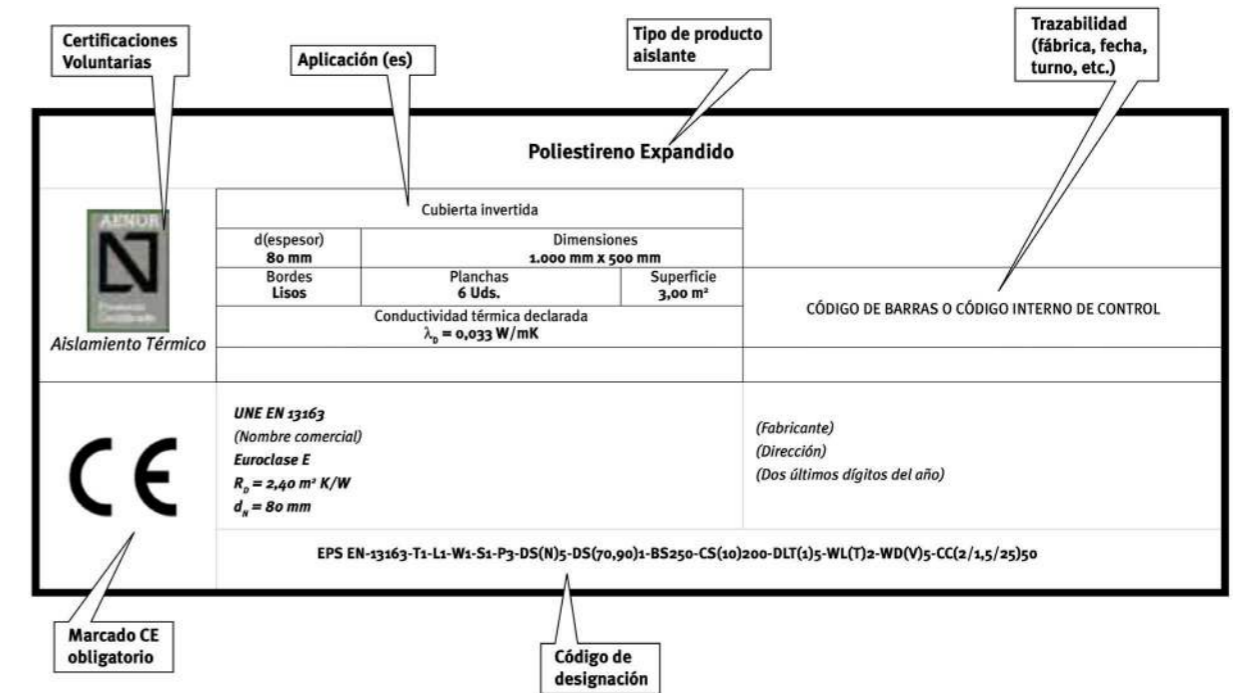 Certificaciones
Voluntarias
Aplicación (es)
Tipo de producto
aislante
Trazabilidad
(fábrica, fecha,
turno, etc.)
Poliestireno Expandido
AENOR
N
Producto
Certificado
Aislamiento Térmico
Cubierta invertida
d(espesor)
80 mm
Dimensiones
1.000 mm x 500 mm
Bordes
Lisos
Planchas
6 Uds.
Superficie
3,00 m²
Conductividad térmica declarada
λD = 0,033 W/mK
CÓDIGO DE BARRAS O CÓDIGO INTERNO DE CONTROL
CE
UNE EN 13163
(Nombre comercial)
Euroclase E
RD = 2,40 m² K/W
dN = 80 mm
(Fabricante)
(Dirección)
(Dos últimos dígitos del año)
EPS EN-13163-T1-L1-W1-S1-P3-DS(N)5-DS(70,90)1-BS250-CS(10)200-DLT(1)5-WL(T)2-WD(V)5-CC(2/1,5/25)50
Marcado CE
obligatorio
Código de
designación